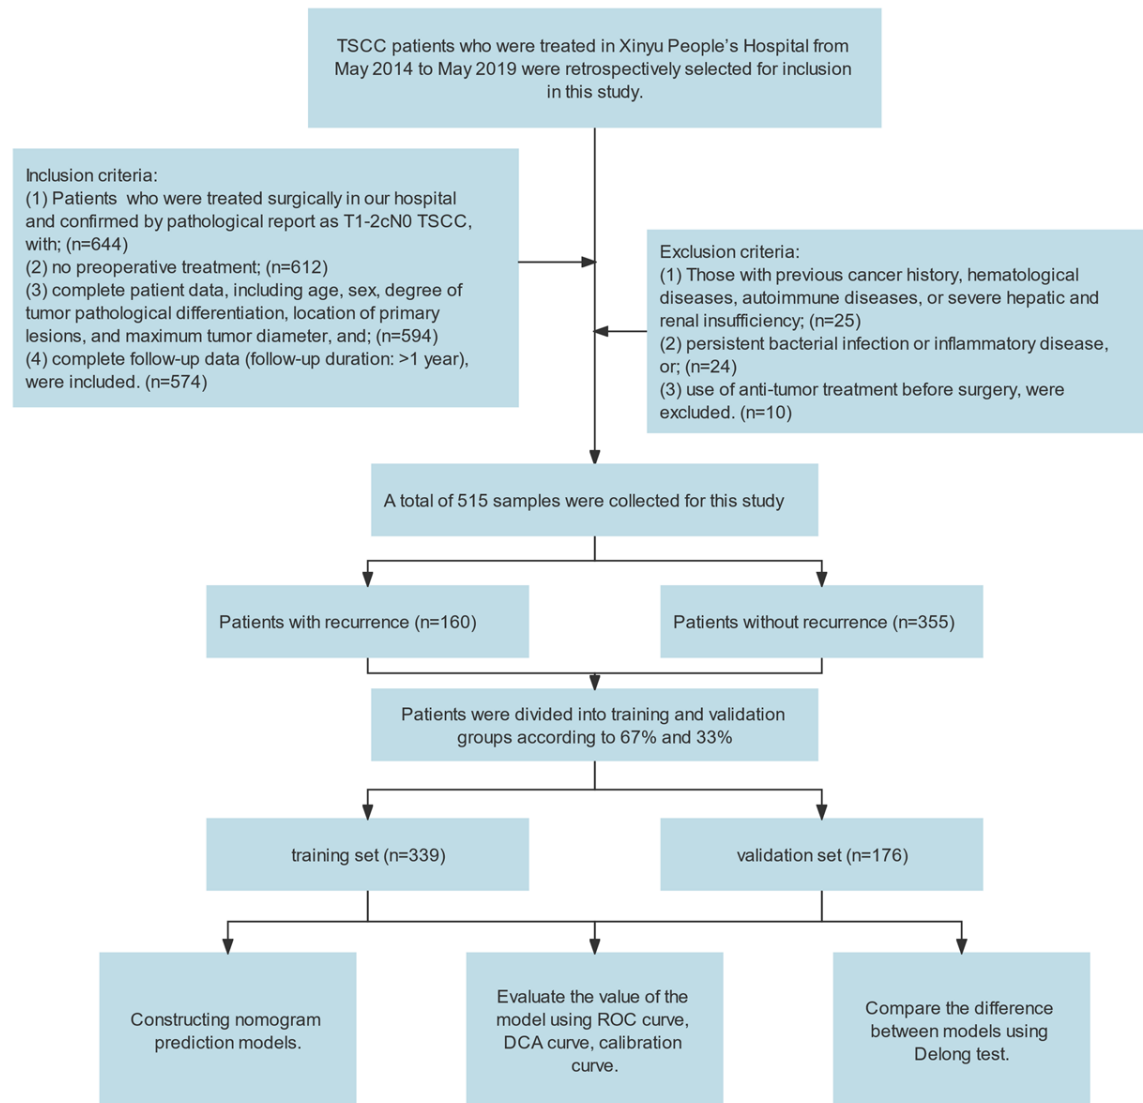 TSCC patients who were treated in Xinyu People's Hospital from
May 2014 to May 2019 were retrospectively selected for inclusion
in this study.
Inclusion criteria:
(1) Patients who were treated surgically in our hospital
and confirmed by pathological report as T1-2cN0 TSCC,
with; (n=644)
(2) no preoperative treatment; (n=612)
(3) complete patient data, including age, sex, degree of
tumor pathological differentiation, location of primary
lesions, and maximum tumor diameter, and; (n=594)
(4) complete follow-up data (follow-up duration: >1 year),
were included. (n=574)
Exclusion criteria:
(1) Those with previous cancer history, hematological
diseases, autoimmune diseases, or severe hepatic and
renal insufficiency; (n=25)
(2) persistent bacterial infection or inflammatory disease,
or; (n=24)
(3) use of anti-tumor treatment before surgery, were
excluded. (n=10)
A total of 515 samples were collected for this study
Patients with recurrence (n=160)
Patients without recurrence (n=355)
Patients were divided into training and validation
groups according to 67% and 33%
training set (n=339)
validation set (n=176)
Constructing nomogram
prediction models.
Evaluate the value of the
model using ROC curve,
DCA curve, calibration
curve.
Compare the difference
between models using
Delong test.